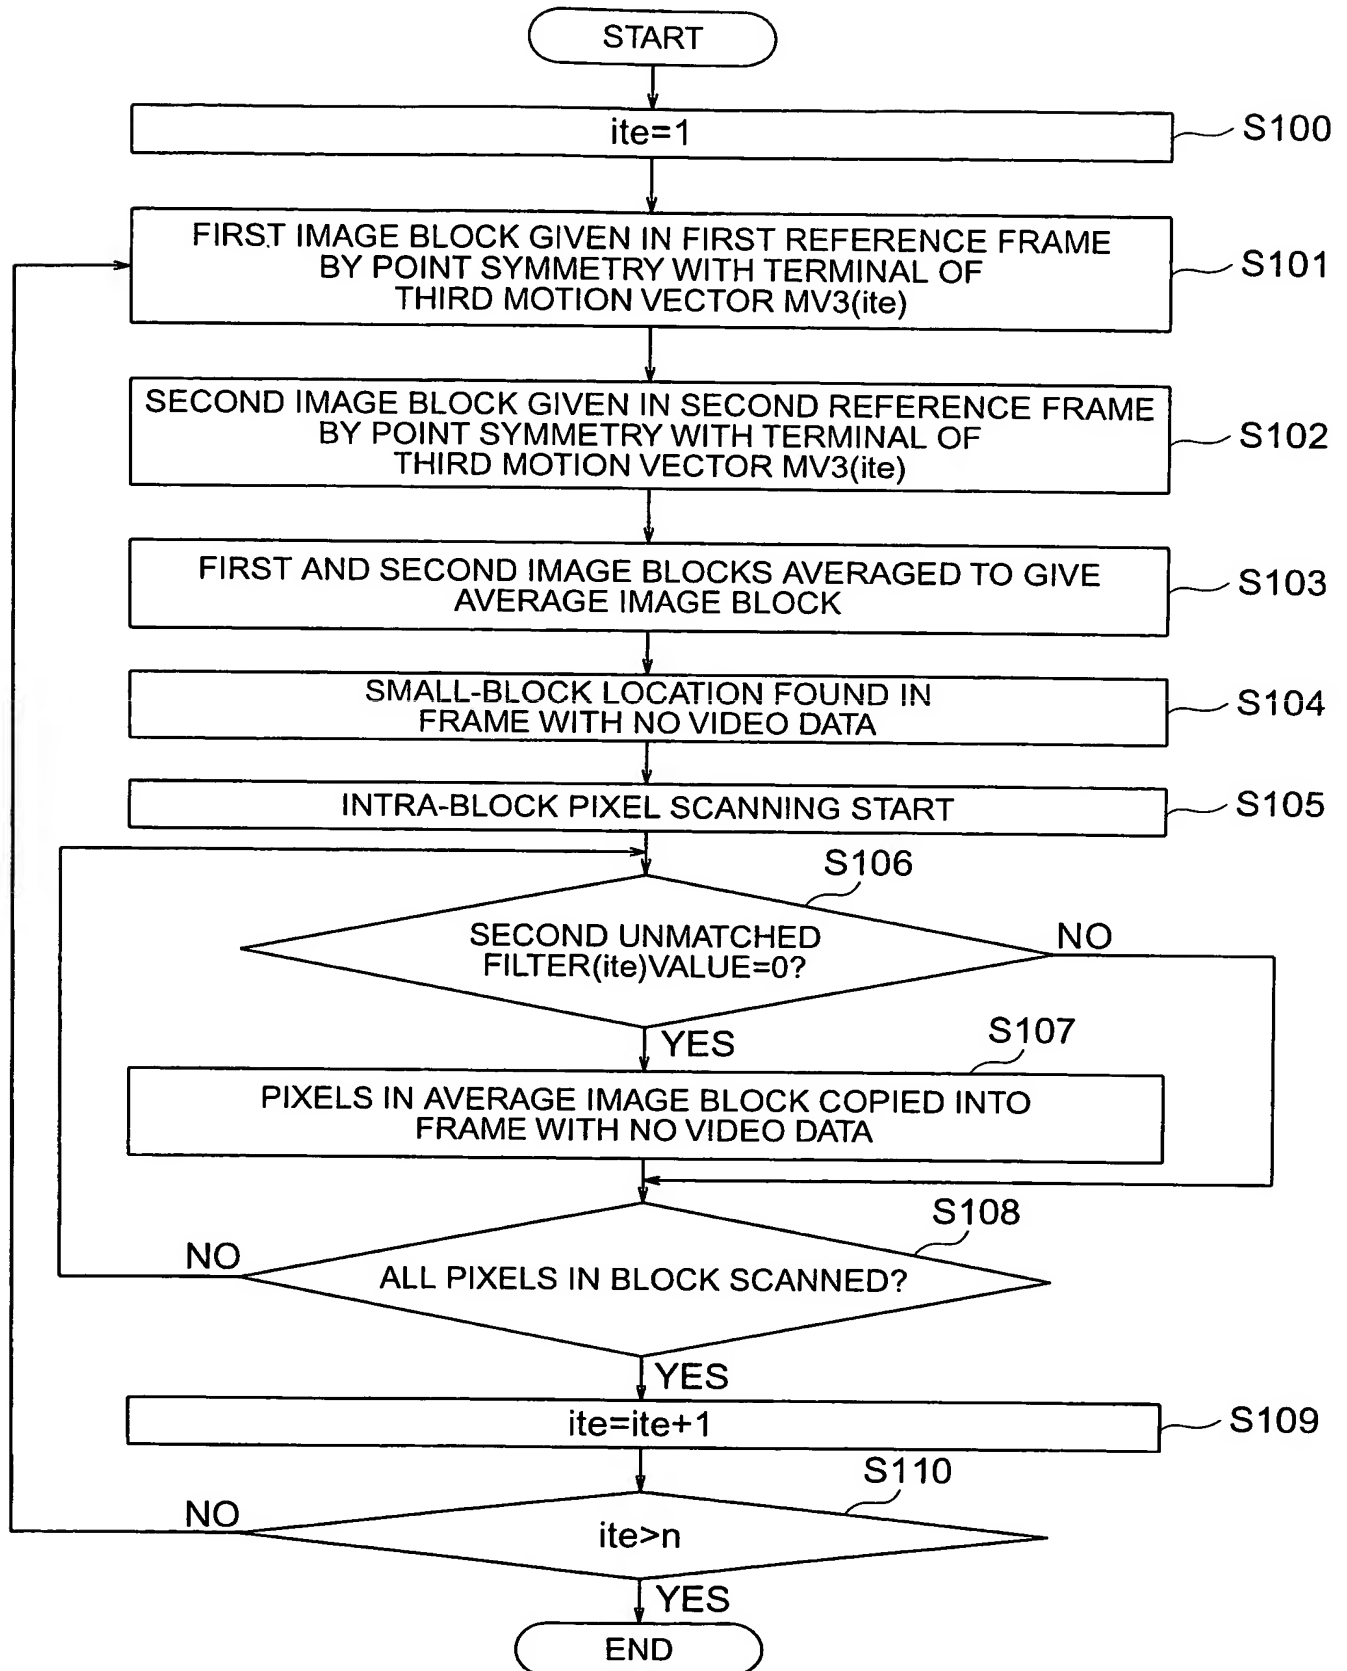 START
ite=1
S100
FIRST IMAGE BLOCK GIVEN IN FIRST REFERENCE FRAME
BY POINT SYMMETRY WITH TERMINAL OF
THIRD MOTION VECTOR MV3(ite)
S101
SECOND IMAGE BLOCK GIVEN IN SECOND REFERENCE FRAME
BY POINT SYMMETRY WITH TERMINAL OF
THIRD MOTION VECTOR MV3(ite)
S102
FIRST AND SECOND IMAGE BLOCKS AVERAGED TO GIVE
AVERAGE IMAGE BLOCK
S103
SMALL-BLOCK LOCATION FOUND IN
FRAME WITH NO VIDEO DATA
S104
INTRA-BLOCK PIXEL SCANNING START
S105
S106
SECOND UNMATCHED
FILTER(ite)VALUE=0?
NO
YES
S107
PIXELS IN AVERAGE IMAGE BLOCK COPIED INTO
FRAME WITH NO VIDEO DATA
S108
NO
ALL PIXELS IN BLOCK SCANNED?
YES
ite=ite+1
S109
S110
NO
ite>n
YES
END